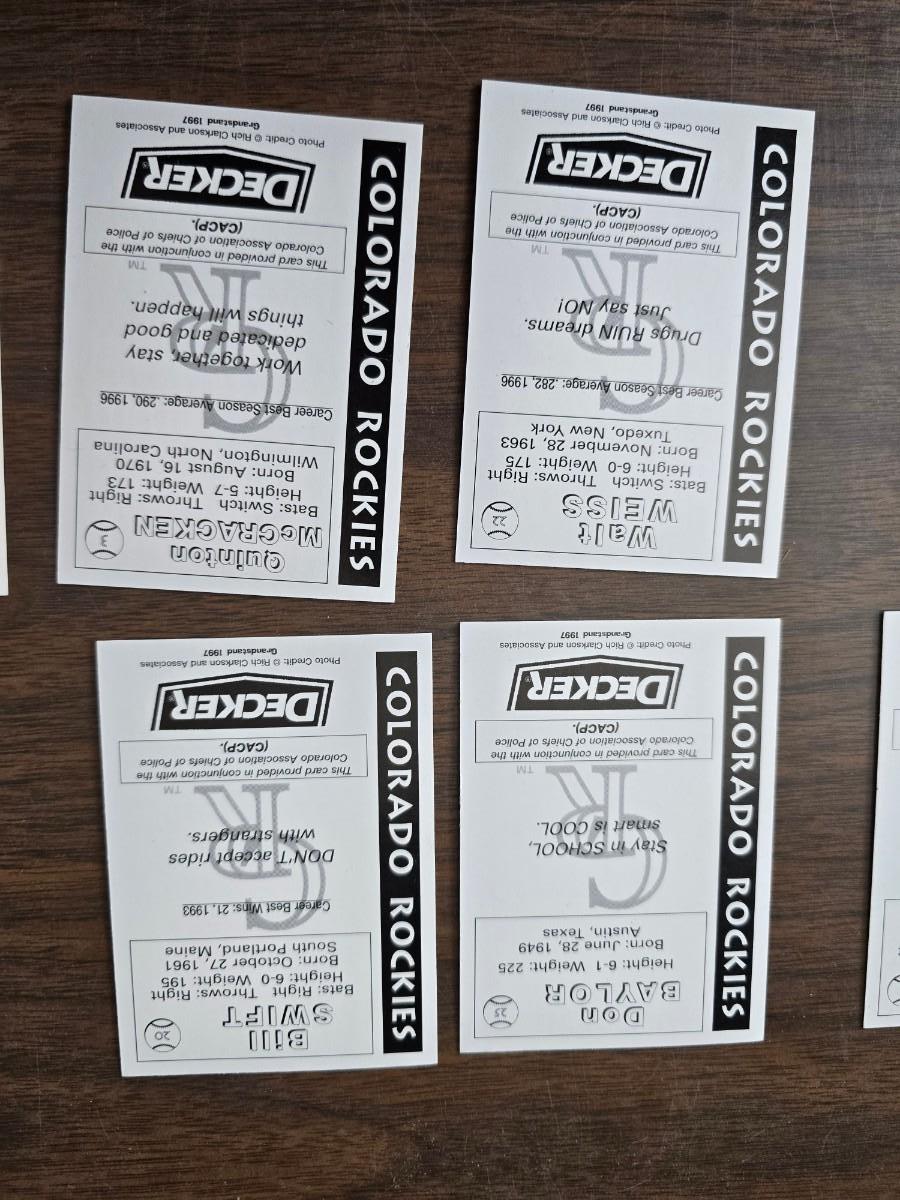 COLORADO ROCKIES
Don
BAYLOR
25
Height: 6-1 Weight: 225
Born: June 28, 1949
Austin, Texas
Stay in SCHOOL,
smart is COOL.
CR
TM
This card provided in conjunction with the
Colorado Association of Chiefs of Police
(CACP).
DECKER®
Photo Credit: © Rich Clarkson and Associates
Grandstand 1997
COLORADO ROCKIES
Bill
SWIFT
20
Bats: Right Throws: Right
Height: 6-0 Weight: 195
Born: October 27, 1961
South Portland, Maine
Career Best Wins: 21, 1993
DON'T accept rides
with strangers.
CR
TM
This card provided in conjunction with the
Colorado Association of Chiefs of Police
(CACP).
DECKER®
Photo Credit: © Rich Clarkson and Associates
Grandstand 1997
COLORADO ROCKIES
Walt
WEISS
22
Bats: Switch Throws: Right
Height: 6-0 Weight: 175
Born: November 28, 1963
Tuxedo, New York
Career Best Season Average: .282, 1996
Drugs RUIN dreams.
Just say NO!
CR
TM
This card provided in conjunction with the
Colorado Association of Chiefs of Police
(CACP).
DECKER®
Photo Credit: © Rich Clarkson and Associates
Grandstand 1997
COLORADO ROCKIES
Quinton
McCRACKEN
3
Bats: Switch Throws: Right
Height: 5-7 Weight: 173
Born: August 16, 1970
Wilmington, North Carolina
Career Best Season Average: .290, 1996
Work together, stay
dedicated and good
things will happen.
CR
TM
This card provided in conjunction with the
Colorado Association of Chiefs of Police
(CACP).
DECKER®
Photo Credit: © Rich Clarkson and Associates
Grandstand 1997